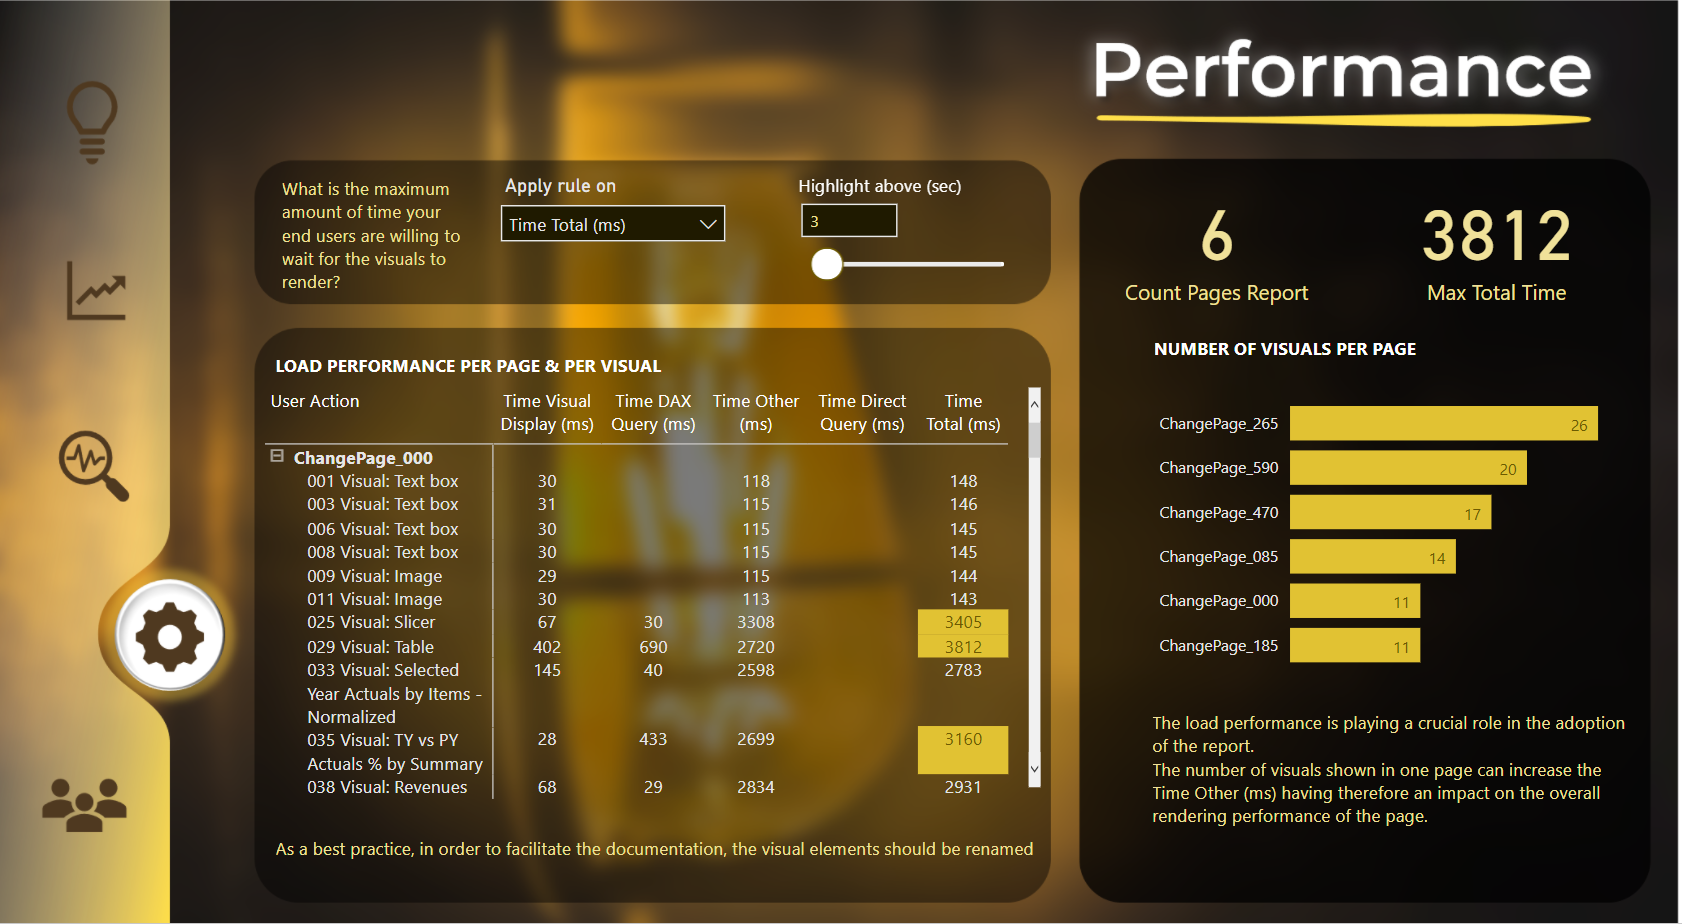 Performance
What is the maximum
amount of time your
end users are willing to
wait for the visuals to
render?
Apply rule on
Time Total (ms)
Highlight above (sec)
3
6
Count Pages Report
3812
Max Total Time
LOAD PERFORMANCE PER PAGE & PER VISUAL
User Action Time Visual Display (ms) Time DAX Query (ms) Time Other (ms) Time Direct Query (ms) Time Total (ms)
ChangePage_000
001 Visual: Text box 30 118 148
003 Visual: Text box 31 115 146
006 Visual: Text box 30 115 145
008 Visual: Text box 30 115 145
009 Visual: Image 29 115 144
011 Visual: Image 30 113 143
025 Visual: Slicer 67 30 3308 3405
029 Visual: Table 402 690 2720 3812
033 Visual: Selected 145 40 2598 2783
Year Actuals by Items -
Normalized
035 Visual: TY vs PY 28 433 2699 3160
Actuals % by Summary
038 Visual: Revenues 68 29 2834 2931
As a best practice, in order to facilitate the documentation, the visual elements should be renamed
NUMBER OF VISUALS PER PAGE
ChangePage_265 26
ChangePage_590 20
ChangePage_470 17
ChangePage_085 14
ChangePage_000 11
ChangePage_185 11
The load performance is playing a crucial role in the adoption
of the report.
The number of visuals shown in one page can increase the
Time Other (ms) having therefore an impact on the overall
rendering performance of the page.